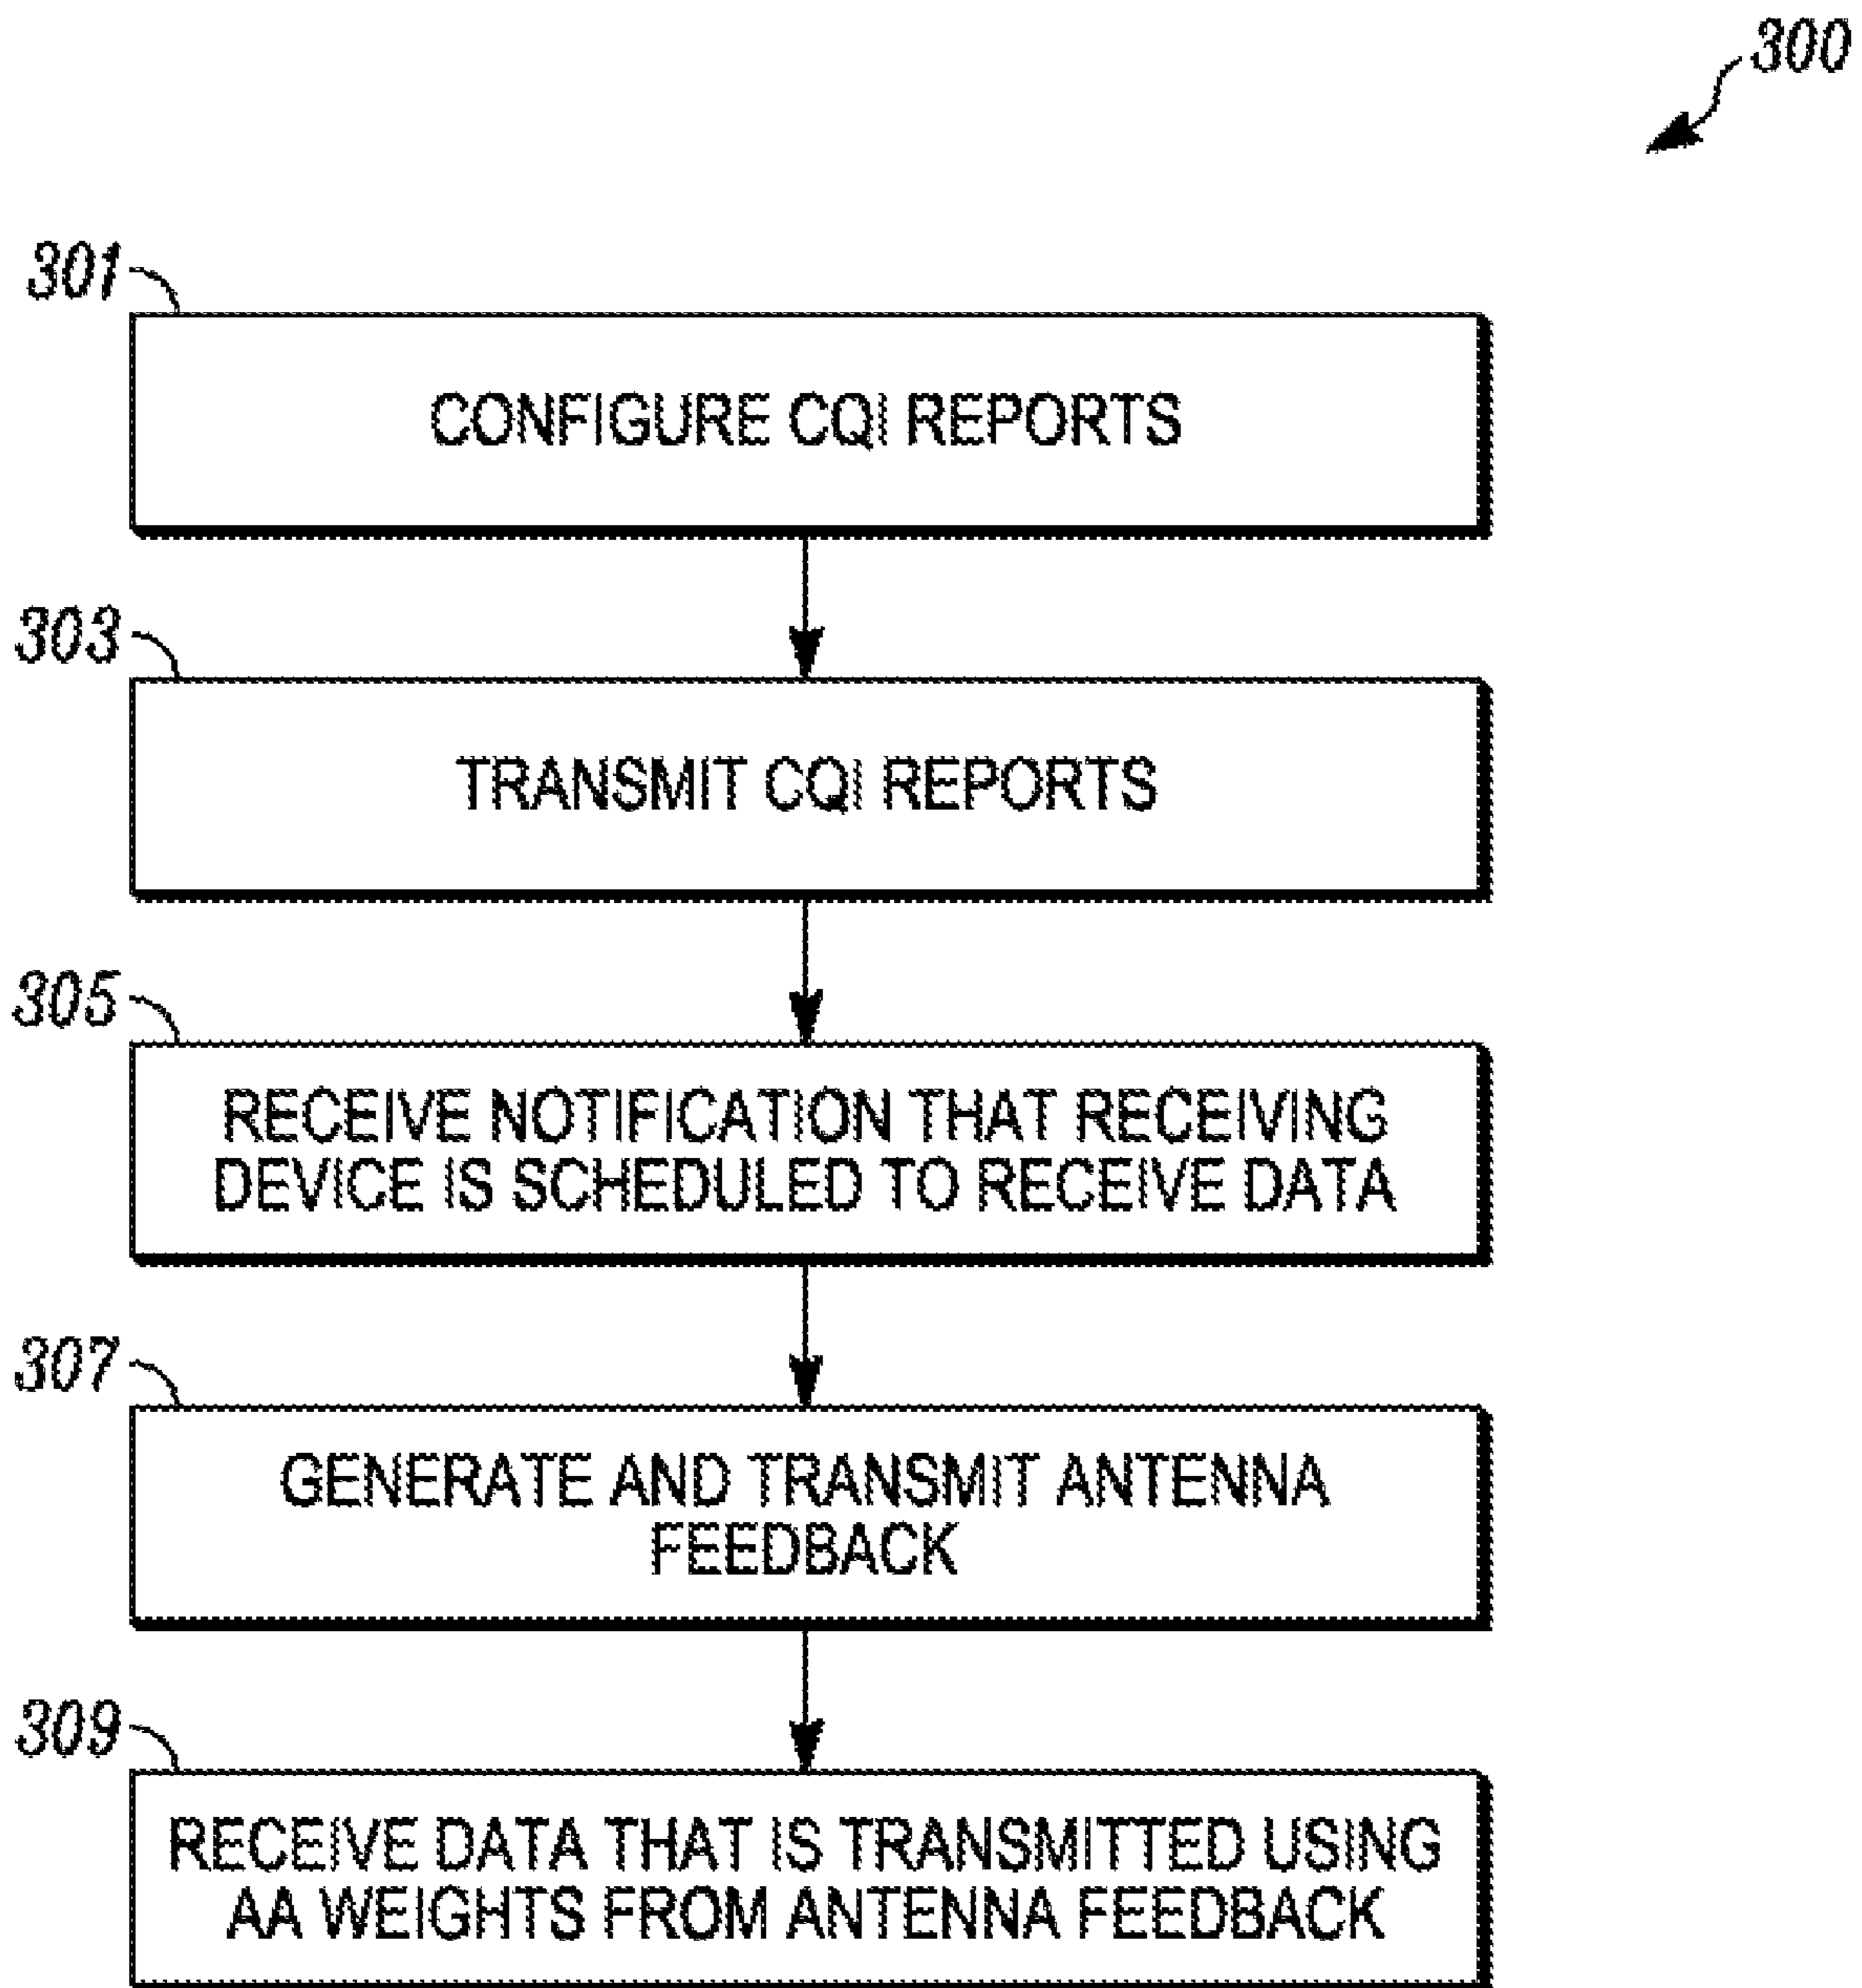 300
301
CONFIGURE CQI REPORTS
303
TRANSMIT CQI REPORTS
305
RECEIVE NOTIFICATION THAT RECEIVING
DEVICE IS SCHEDULED TO RECEIVE DATA
307
GENERATE AND TRANSMIT ANTENNA
FEEDBACK
309
RECEIVE DATA THAT IS TRANSMITTED USING
AA WEIGHTS FROM ANTENNA FEEDBACK